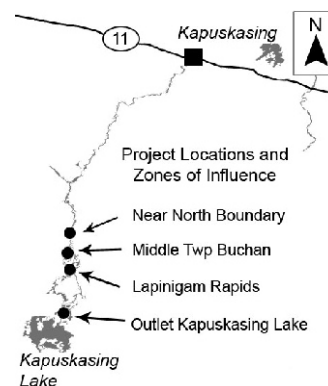 Kapuskasing
11
N
Project Locations and
Zones of Influence
Near North Boundary
Middle Twp Buchan
Lapinigam Rapids
Outlet Kapuskasing Lake
Kapuskasing
Lake